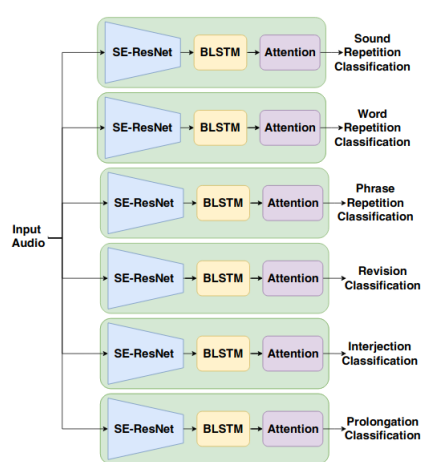 SE-ResNet BLSTM Attention
Sound
Repetition
Classification
SE-ResNet BLSTM Attention
Word
Repetition
Classification
SE-ResNet BLSTM Attention
Phrase
Repetition
Classification
Input
Audio
SE-ResNet BLSTM Attention
Revision
Classification
SE-ResNet BLSTM Attention
Interjection
Classification
SE-ResNet BLSTM Attention
Prolongation
Classification